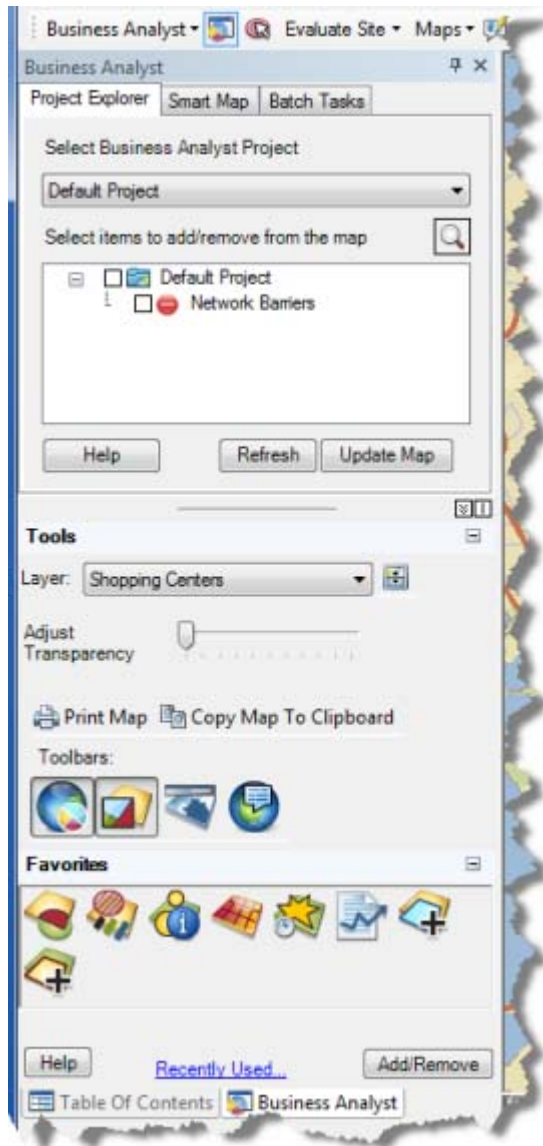 Business Analyst Evaluate Site Maps
Business Analyst
Project Explorer Smart Map Batch Tasks
Select Business Analyst Project
Default Project
Select items to add/remove from the map
Default Project
Network Barriers
Help Refresh Update Map
Tools
Layer: Shopping Centers
Adjust
Transparency
Print Map Copy Map To Clipboard
Toolbars:
Favorites
Help Recently Used... Add/Remove
Table Of Contents Business Analyst